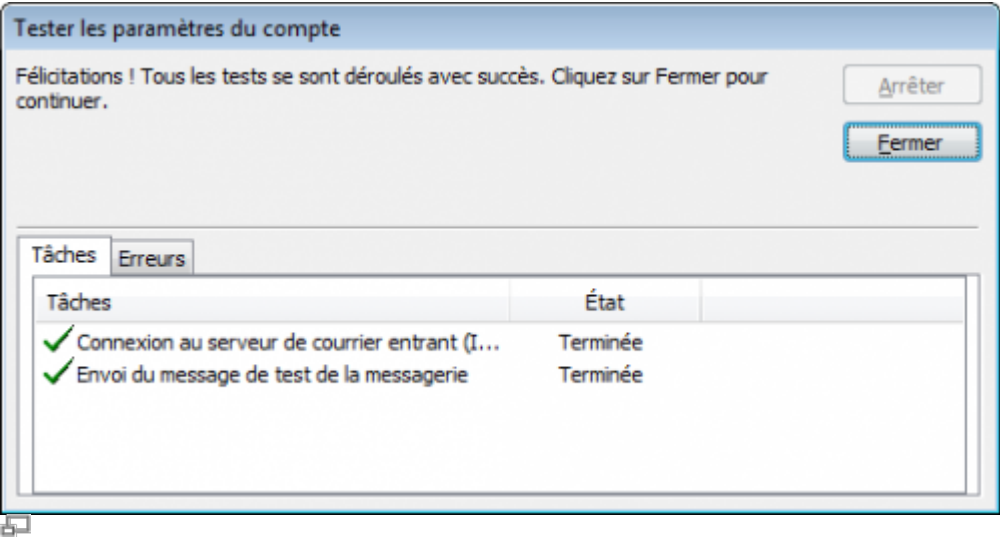 Tester les paramètres du compte
Félicitations ! Tous les tests se sont déroulés avec succès. Cliquez sur Fermer pour
continuer.
Arrêter
Fermer
Tâches Erreurs
Tâches État
Connexion au serveur de courrier entrant (I... Terminée
Envoi du message de test de la messagerie Terminée